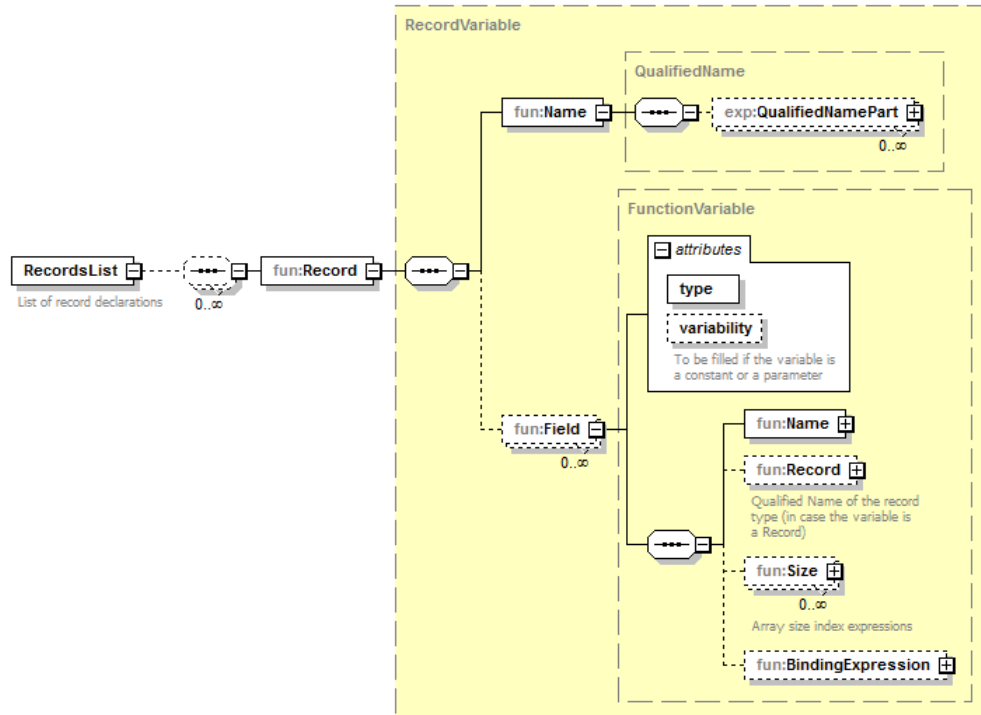 RecordVariable
QualifiedName
fun:Name
exp:QualifiedNamePart
0..∞
FunctionVariable
attributes
type
variability
To be filled if the variable is
a constant or a parameter
RecordsList
List of record declarations
0..∞
fun:Record
fun:Field
0..∞
fun:Name
fun:Record
Qualified Name of the record
type (in case the variable is
a Record)
fun:Size
0..∞
Array size index expressions
fun:BindingExpression